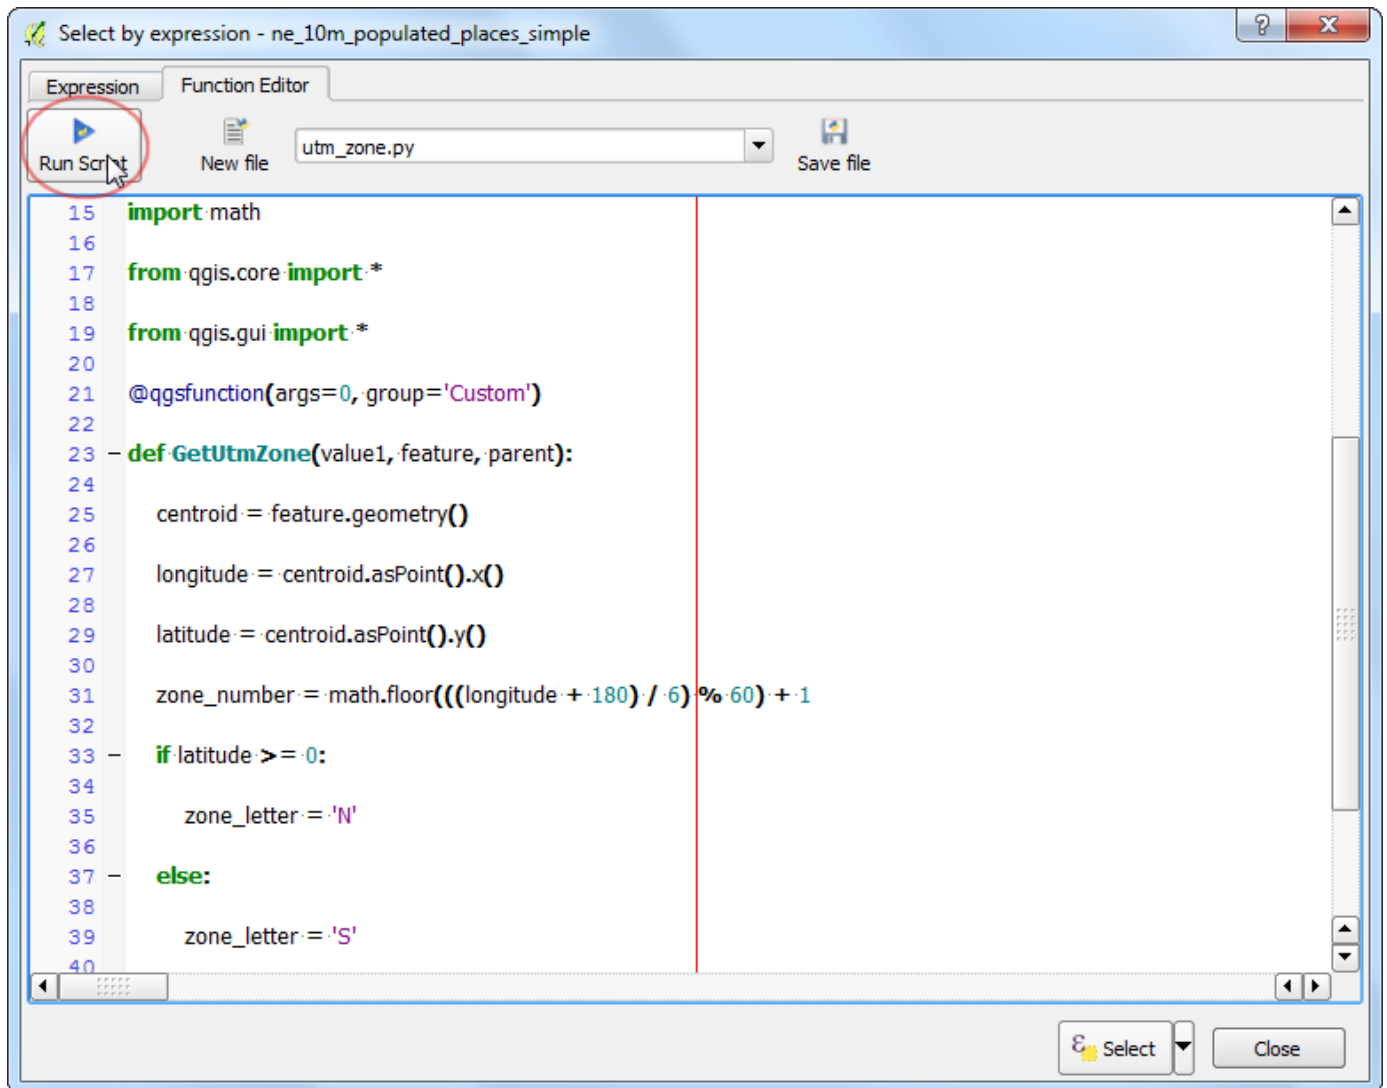 Select by expression - ne_10m_populated_places_simple
Expression
Function Editor
Run Script
New file
utm_zone.py
Save file
15 import math
16
17 from qgis.core import *
18
19 from qgis.gui import *
20
21 @qgsfunction(args=0, group='Custom')
22
23 def GetUtmZone(value1, feature, parent):
24
25 centroid = feature.geometry()
26
27 longitude = centroid.asPoint().x()
28
29 latitude = centroid.asPoint().y()
30
31 zone_number = math.floor(((longitude + 180) / 6) % 60) + 1
32
33 if latitude >= 0:
34
35 zone_letter = 'N'
36
37 else:
38
39 zone_letter = 'S'
40
Select
Close